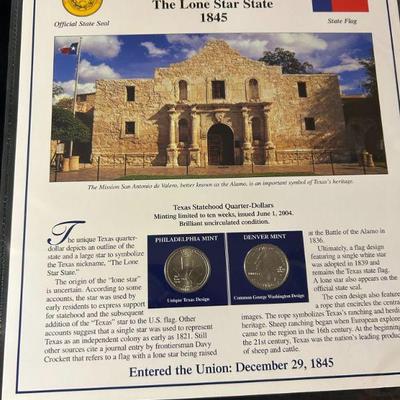 The Lone Star State
1845
Official State Seal
State Flag
The Mission San Antonio de Valero, better known as the Alamo, is an important symbol of Texas's heritage.
Texas Statehood Quarter-Dollars
Minting limited to ten weeks, issued June 1, 2004.
Brilliant uncirculated condition.
The unique Texas quarter-
dollar depicts an outline of the
state and a large star to symbolize
the Texas nickname, "The Lone
Star State."
The origin of the "lone star"
is uncertain. According to some
accounts, the star was used by
early residents to express support
for statehood and the subsequent
addition of the "Texas" star to the U.S. flag. Other
accounts suggest that a single star was used to represent
Texas as an independent colony as early as 1821. Still
other sources cite a journal entry by frontiersman Davy
Crockett that refers to a flag with a lone star being raised
PHILADELPHIA MINT
Unique Texas Design
DENVER MINT
Common George Washington Design
at the Battle of the Alamo in
1836.
Ultimately, a flag design
featuring a single white star
was adopted in 1839 and
remains the Texas state flag.
A lone star also appears on the
official state seal.
The coin design also features
a rope that encircles the
images. The rope symbolizes Texas's ranching and
heritage. Sheep ranching began when European
came to the region in the 16th century. At the beginning
the 21st century, Texas was the nation's leading
of sheep and cattle.
Entered the Union: December 29, 1845